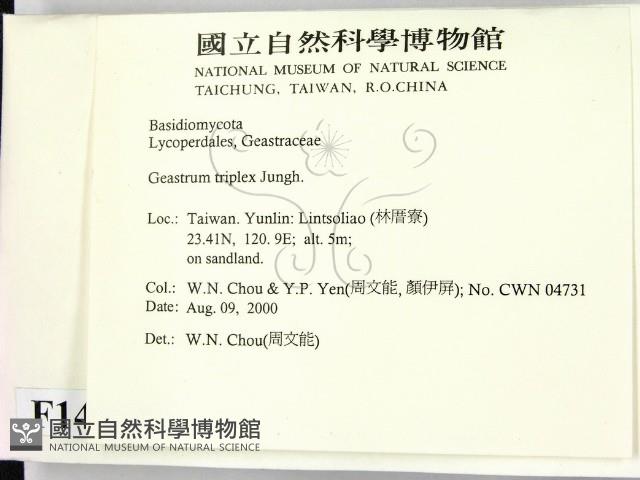 國立自然科學博物館
NATIONAL MUSEUM OF NATURAL SCIENCE
TAICHUNG, TAIWAN, R.O.CHINA
Basidiomycota
Lycoperdales, Geastraceae
Geastrum triplex Jungh.
Loc.: Taiwan. Yunlin: Lintsoliao (林厝寮)
23.41N, 120. 9E; alt. 5m;
on sandland.
Col.: W.N. Chou & Y.P. Yen(周文能, 顏伊屏); No. CWN 04731
Date: Aug. 09, 2000
Det.: W.N. Chou(周文能)
F14
國立自然科學博物館
NATIONAL MUSEUM OF NATURAL SCIENCE